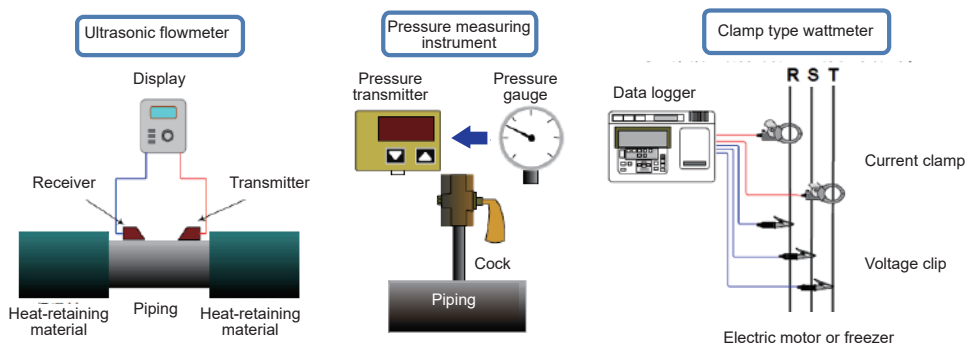 Ultrasonic flowmeter
Display
Receiver
Transmitter
Heat-retaining
material
Piping
Heat-retaining
material
Pressure measuring
instrument
Pressure
transmitter
Pressure
gauge
Cock
Piping
Clamp type wattmeter
R S T
Data logger
Current clamp
Voltage clip
Electric motor or freezer